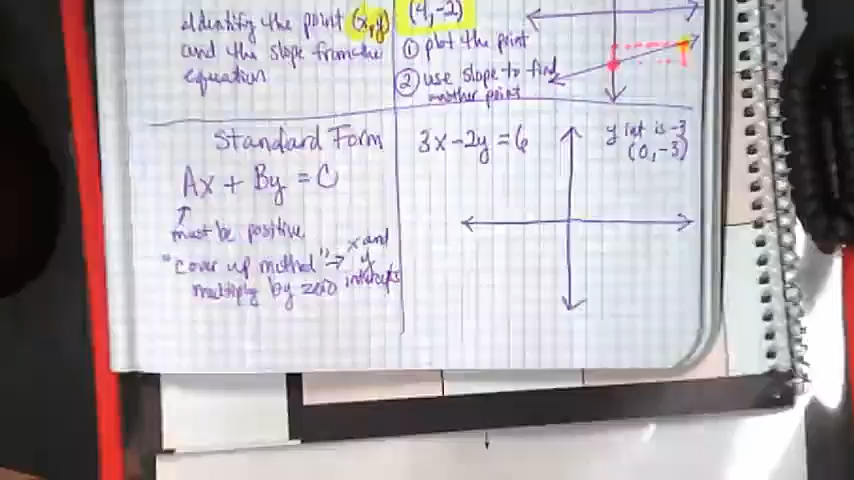 Identify the point (x,y)
and the slope from the
equation
(4,-2)
① plot the point
② use slope to find
another point
Standard Form
Ax + By = C
must be positive
"cover up method" → x and
y
intercepts
multiply by zero
3x-2y=6
y int is -3
(0,-3)